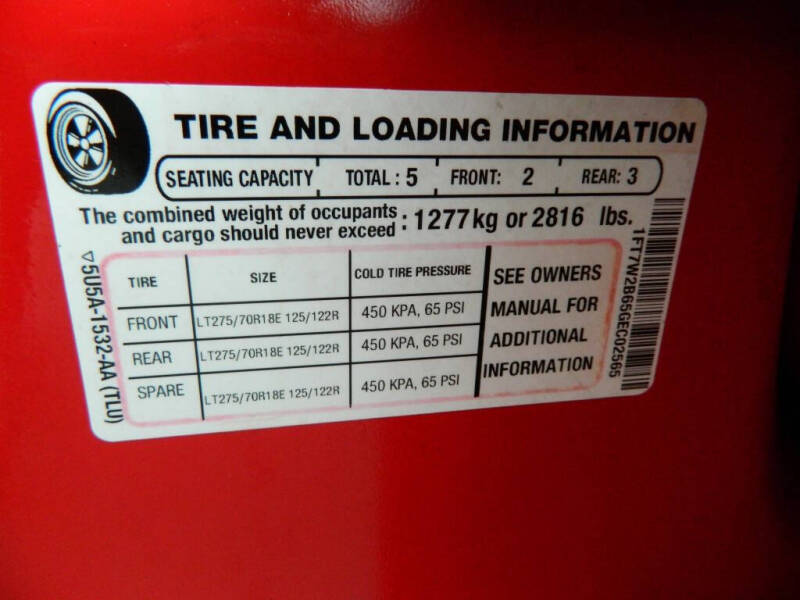 TIRE AND LOADING INFORMATION
SEATING CAPACITY TOTAL : 5 FRONT: 2 REAR: 3
The combined weight of occupants
and cargo should never exceed : 1277kg or 2816 lbs.
TIRE SIZE COLD TIRE PRESSURE
FRONT LT275/70R18E 125/122R 450 KPA, 65 PSI
REAR LT275/70R18E 125/122R 450 KPA, 65 PSI
SPARE LT275/70R18E 125/122R 450 KPA, 65 PSI
SEE OWNERS
MANUAL FOR
ADDITIONAL
INFORMATION
▽5U5A-1532-AA (TLU)
1FT7W2B65GEC02565